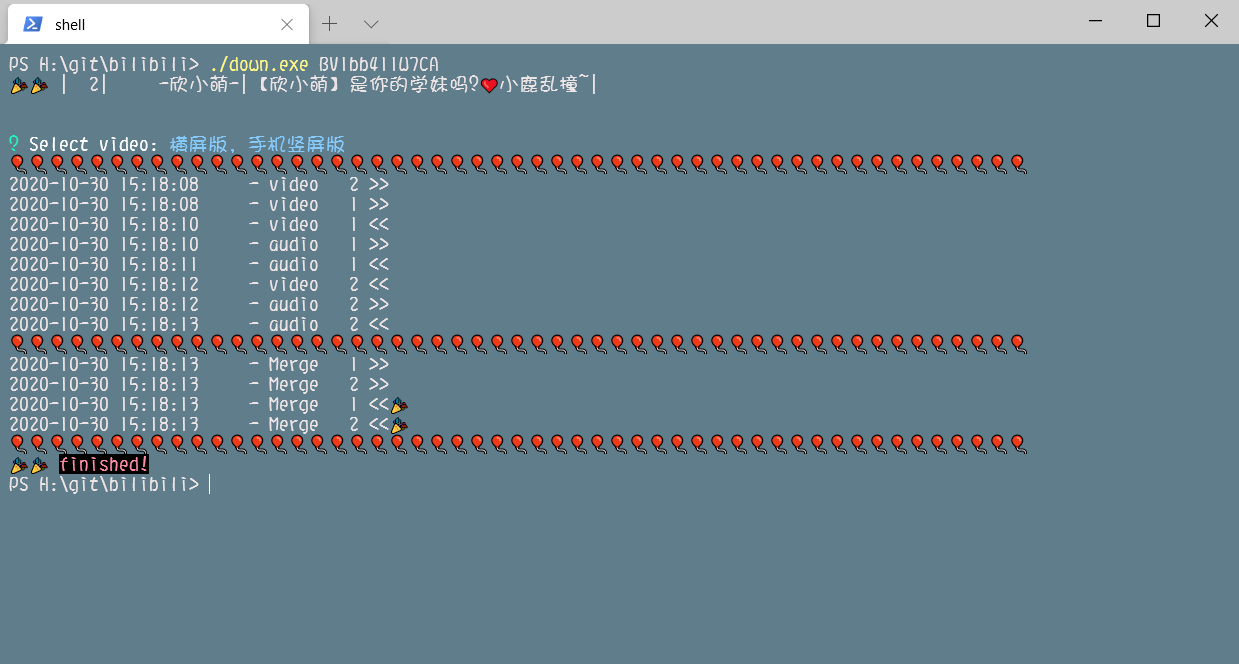 shell
PS H:\git\bilibili> ./down.exe BV1bb411U7CA
🎉🎉 | 2| -欣小萌-|【欣小萌】是你的学妹吗?❤小鹿乱撞~|
? Select video: 横屏版, 手机竖屏版
🎈🎈🎈🎈🎈🎈🎈🎈🎈🎈🎈🎈🎈🎈🎈🎈🎈🎈🎈🎈🎈🎈🎈🎈🎈🎈🎈🎈🎈🎈🎈🎈🎈🎈🎈🎈🎈🎈🎈🎈🎈🎈🎈🎈🎈🎈🎈🎈🎈🎈🎈
2020-10-30 15:18:08 - video 2 >>
2020-10-30 15:18:08 - video 1 >>
2020-10-30 15:18:10 - video 1 <<
2020-10-30 15:18:10 - audio 1 >>
2020-10-30 15:18:11 - audio 1 <<
2020-10-30 15:18:12 - video 2 <<
2020-10-30 15:18:12 - audio 2 >>
2020-10-30 15:18:13 - audio 2 <<
🎈🎈🎈🎈🎈🎈🎈🎈🎈🎈🎈🎈🎈🎈🎈🎈🎈🎈🎈🎈🎈🎈🎈🎈🎈🎈🎈🎈🎈🎈🎈🎈🎈🎈🎈🎈🎈🎈🎈🎈🎈🎈🎈🎈🎈🎈🎈🎈🎈🎈🎈
2020-10-30 15:18:13 - Merge 1 >>
2020-10-30 15:18:13 - Merge 2 >>
2020-10-30 15:18:13 - Merge 1 <<🎉
2020-10-30 15:18:13 - Merge 2 <<🎉
🎈🎈🎈🎈🎈🎈🎈🎈🎈🎈🎈🎈🎈🎈🎈🎈🎈🎈🎈🎈🎈🎈🎈🎈🎈🎈🎈🎈🎈🎈🎈🎈🎈🎈🎈🎈🎈🎈🎈🎈🎈🎈🎈🎈🎈🎈🎈🎈🎈🎈🎈
🎉🎉 finished!
PS H:\git\bilibili>